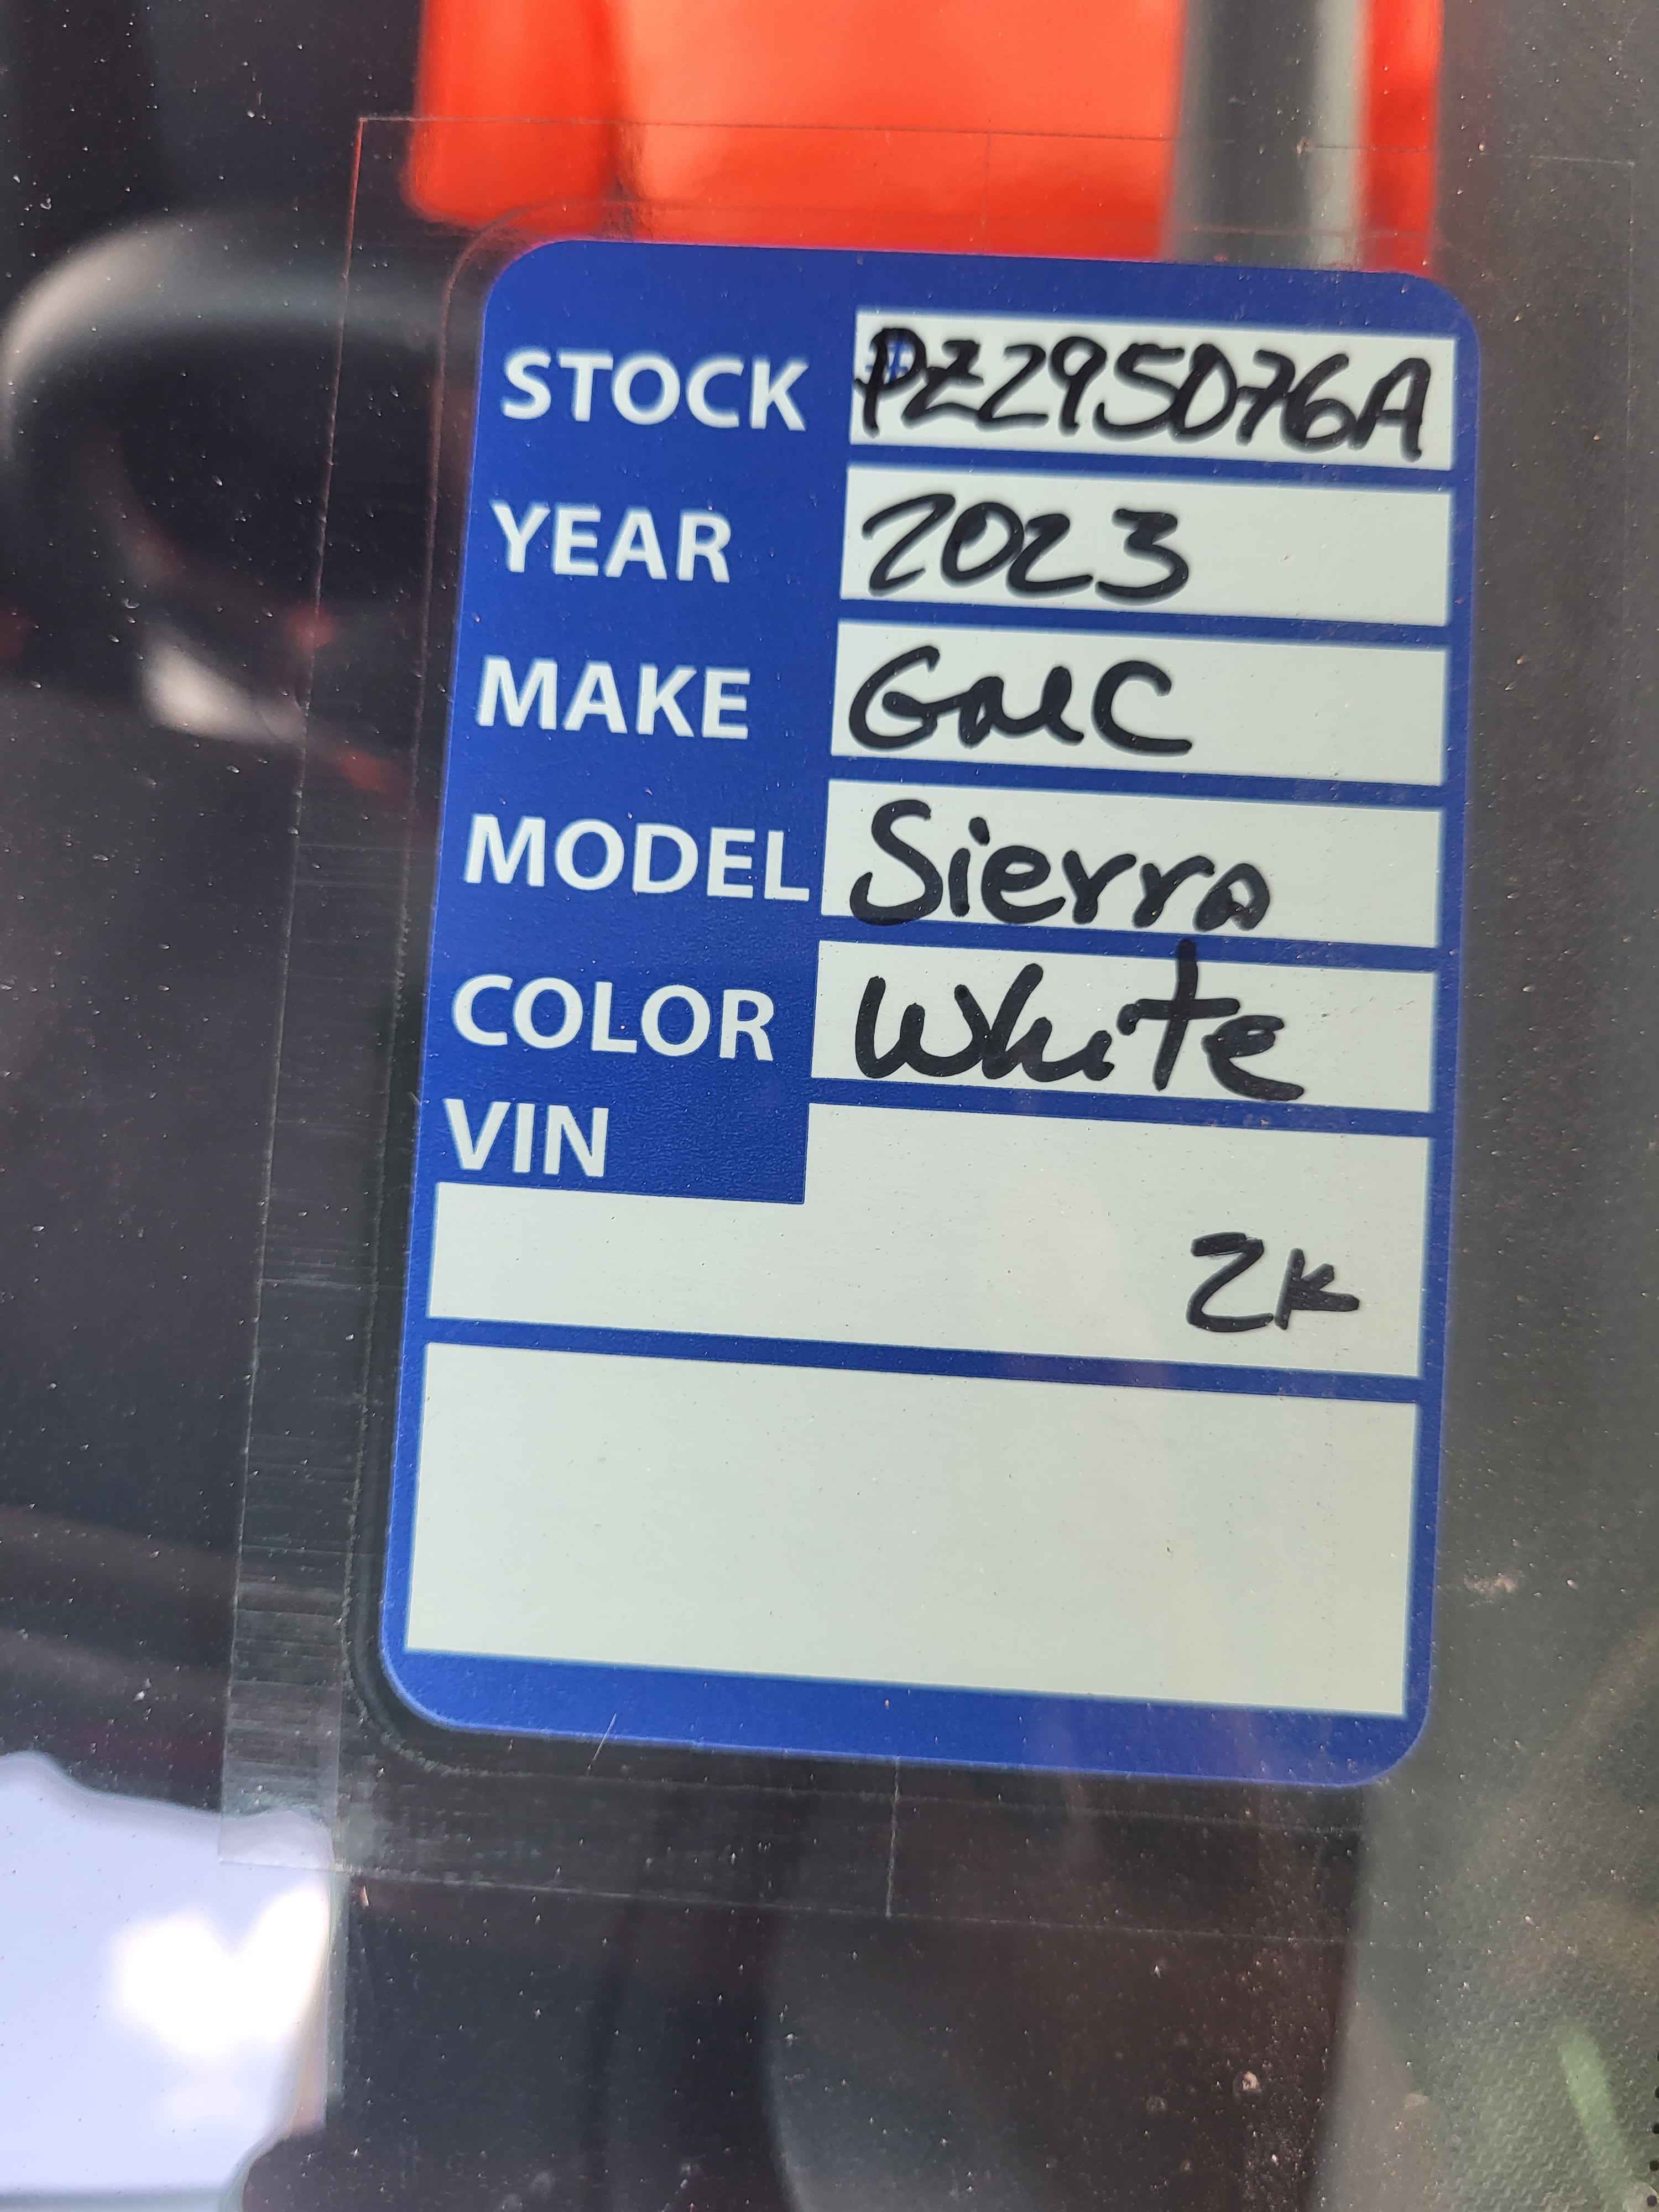 STOCK # PZ295076A
YEAR 2023
MAKE GMC
MODEL Sierra
COLOR White
VIN
2K